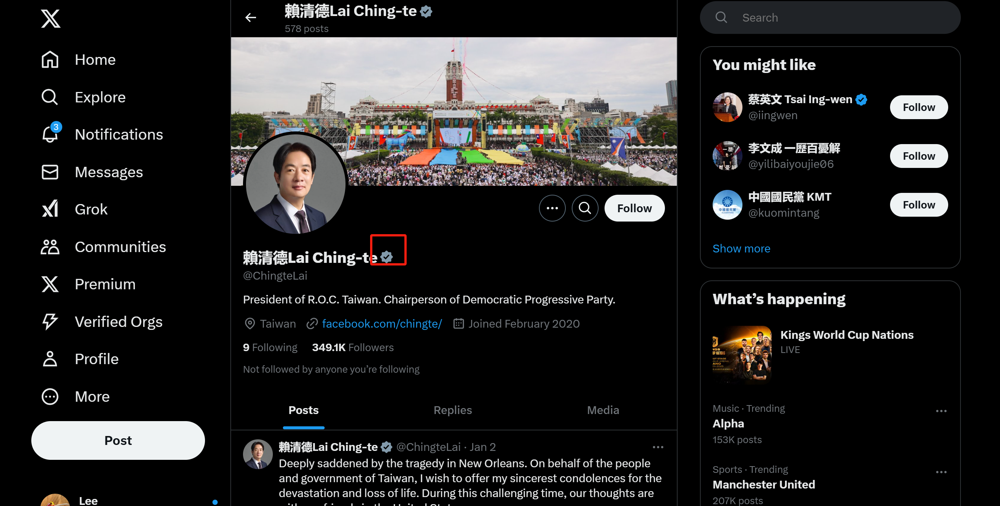 賴清德Lai Ching-te
578 posts
Home
Explore
3
Notifications
Messages
Grok
Communities
Premium
Verified Orgs
Profile
More
Post
Lee
Follow
賴清德Lai Ching-te
@ChingteLai
President of R.O.C. Taiwan. Chairperson of Democratic Progressive Party.
Taiwan facebook.com/chingte/ Joined February 2020
9 Following 349.1K Followers
Not followed by anyone you’re following
Posts Replies Media
賴清德Lai Ching-te @ChingteLai · Jan 2
Deeply saddened by the tragedy in New Orleans. On behalf of the people
and government of Taiwan, I wish to offer my sincerest condolences for the
devastation and loss of life. During this challenging time, our thoughts are
Search
You might like
蔡英文 Tsai Ing-wen
@iingwen
Follow
李文成 一歷百憂解
@yilibaiyoujie06
Follow
中國國民黨 KMT
@kuomintang
Follow
Show more
What’s happening
Kings World Cup Nations
LIVE
Music · Trending
Alpha
153K posts
Sports · Trending
Manchester United
207K posts